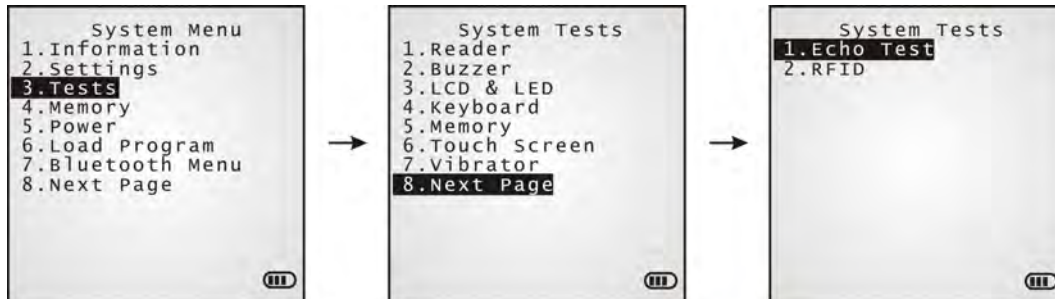 System Menu
1.Information
2.Settings
3.Tests
4.Memory
5.Power
6.Load Program
7.Bluetooth Menu
8.Next Page
System Tests
1.Reader
2.Buzzer
3.LCD & LED
4.Keyboard
5.Memory
6.Touch Screen
7.Vibrator
8.Next Page
System Tests
1.Echo Test
2.RFID